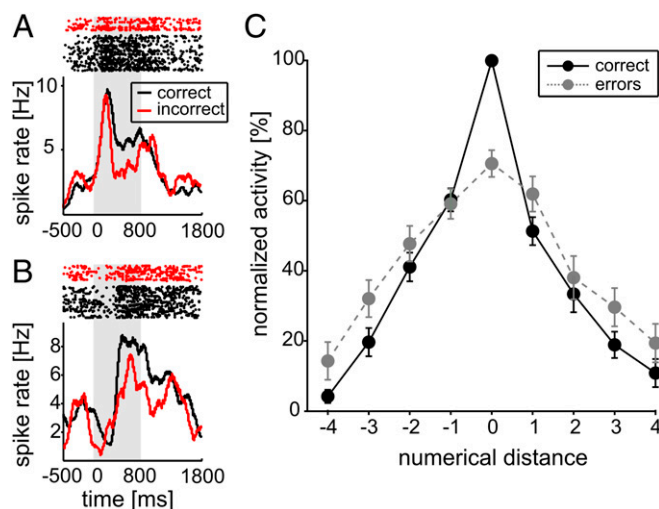 A
spike rate [Hz]
10
5
correct
incorrect
-500 0 800 1800
B
spike rate [Hz]
8
6
4
2
-500 0 800 1800
time [ms]
C
normalized activity [%]
100
80
60
40
20
0
correct
errors
-4 -3 -2 -1 0 1 2 3 4
numerical distance